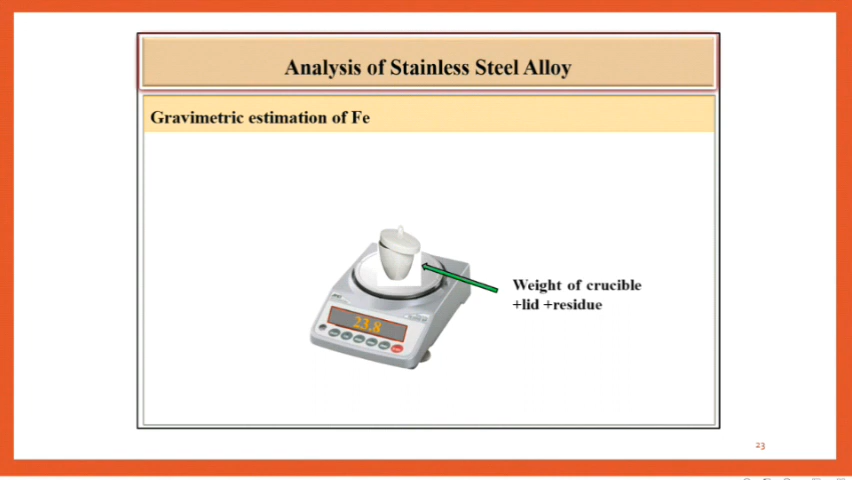 Analysis of Stainless Steel Alloy
Gravimetric estimation of Fe
Weight of crucible
+lid +residue
23.8
23